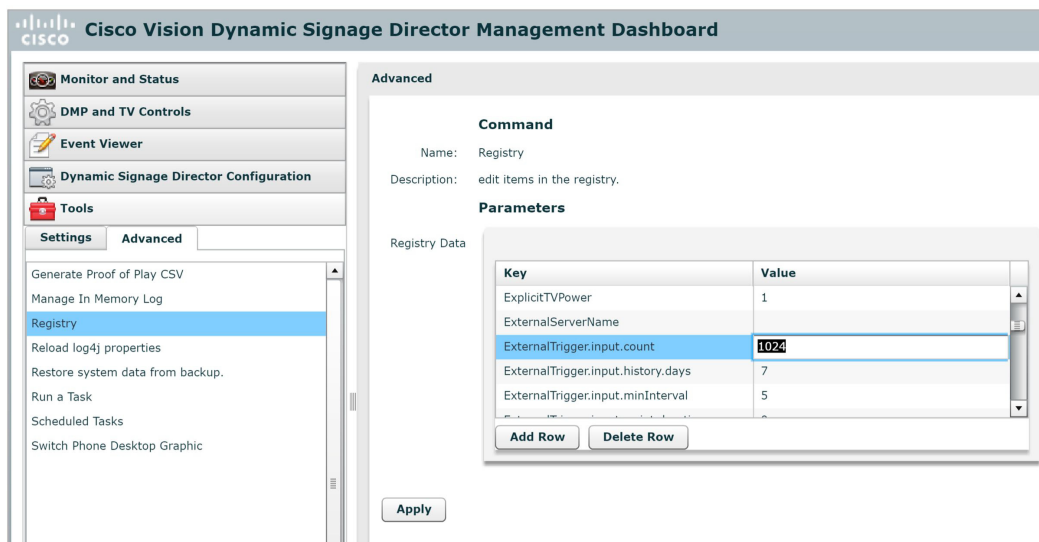 CISCO
Cisco Vision Dynamic Signage Director Management Dashboard
Monitor and Status
DMP and TV Controls
Event Viewer
Dynamic Signage Director Configuration
Tools
Settings
Advanced
Generate Proof of Play CSV
Manage In Memory Log
Registry
Reload log4j properties
Restore system data from backup.
Run a Task
Scheduled Tasks
Switch Phone Desktop Graphic
Advanced
Command
Name: Registry
Description: edit items in the registry.
Parameters
Registry Data
Key Value
ExplicitTVPower 1
ExternalServerName
ExternalTrigger.input.count 1024
ExternalTrigger.input.history.days 7
ExternalTrigger.input.minInterval 5
Add Row Delete Row
Apply